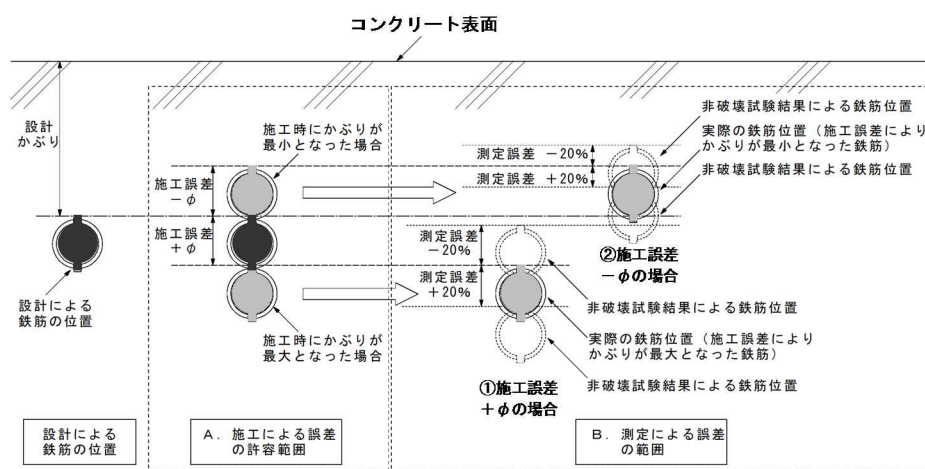 コンクリート表面
設計
かぶり
施工時にかぶりが
最小となった場合
施工誤差
－φ
施工誤差
＋φ
設計による
鉄筋の位置
施工時にかぶりが
最大となった場合
測定誤差 －20%
測定誤差 ＋20%
測定誤差
－20%
測定誤差
＋20%
非破壊試験結果による鉄筋位置
実際の鉄筋位置（施工誤差により
かぶりが最小となった鉄筋）
非破壊試験結果による鉄筋位置
②施工誤差
－φの場合
非破壊試験結果による鉄筋位置
実際の鉄筋位置（施工誤差により
かぶりが最大となった鉄筋）
非破壊試験結果による鉄筋位置
①施工誤差
＋φの場合
設計による
鉄筋の位置
A．施工による誤差
の許容範囲
B．測定による誤差
の範囲